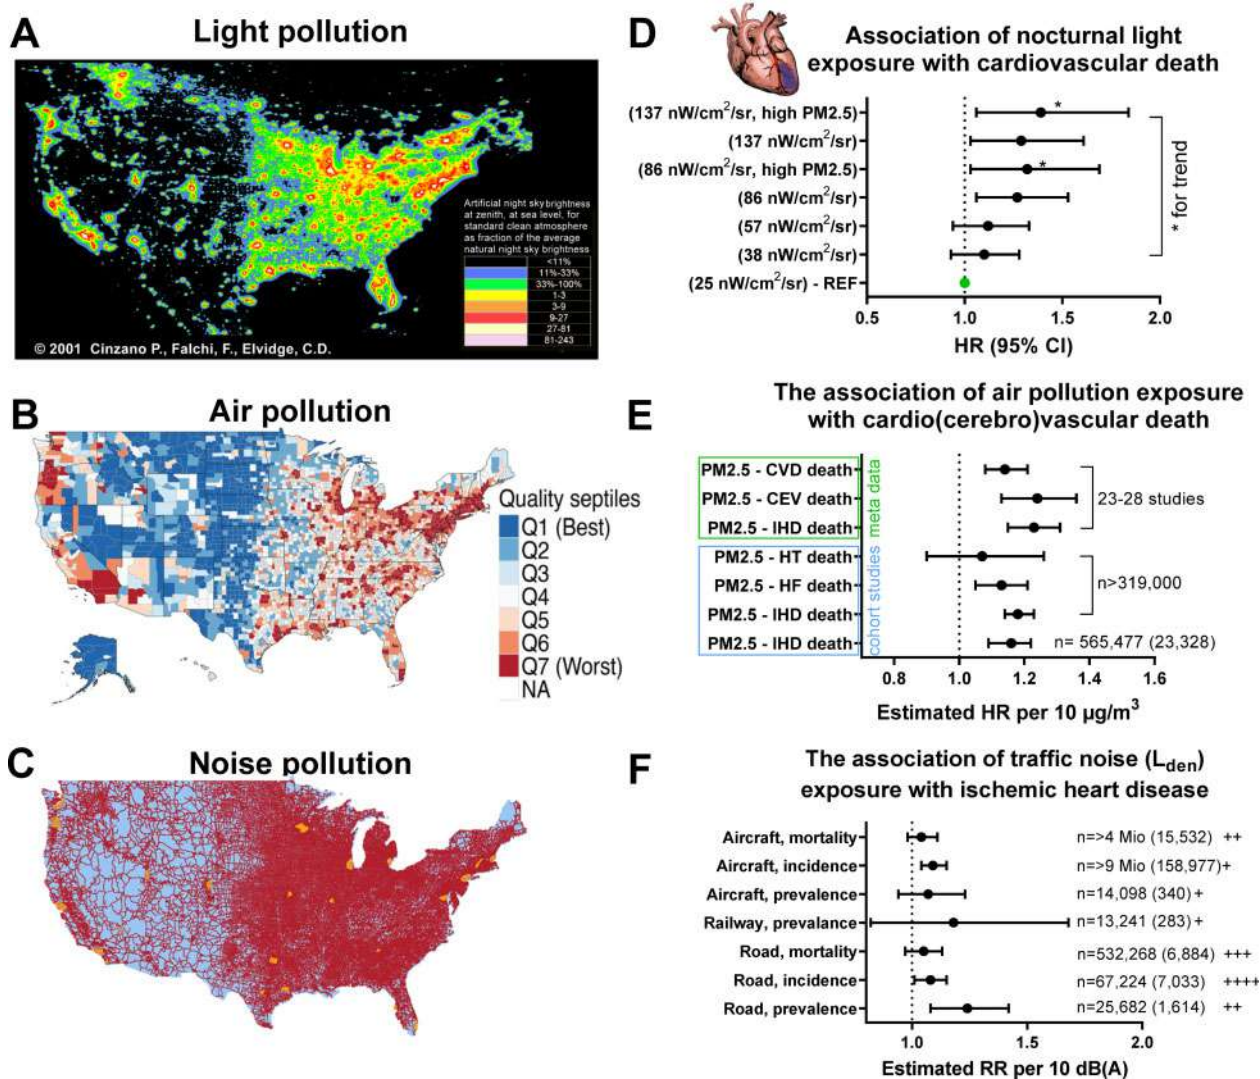 A
Light pollution
Artificial night sky brightness
at zenith, at sea level, for
standard clean atmosphere
as fraction of the average
natural night sky brightness
<11%
11%-33%
33%-100%
1-3
3-9
9-27
27-81
81-243
© 2001 Cinzano P., Falchi, F., Elvidge, C.D.
B
Air pollution
Quality septiles
Q1 (Best)
Q2
Q3
Q4
Q5
Q6
Q7 (Worst)
NA
C
Noise pollution
D
Association of nocturnal light
exposure with cardiovascular death
(137 nW/cm²/sr, high PM2.5)
*
(137 nW/cm²/sr)
(86 nW/cm²/sr, high PM2.5)
*
(86 nW/cm²/sr)
(57 nW/cm²/sr)
(38 nW/cm²/sr)
(25 nW/cm²/sr) - REF
* for trend
0.5 1.0 1.5 2.0
HR (95% CI)
E
The association of air pollution exposure
with cardio(cerebro)vascular death
PM2.5 - CVD death
PM2.5 - CEV death
PM2.5 - IHD death
meta data
23-28 studies
PM2.5 - HT death
PM2.5 - HF death
PM2.5 - IHD death
PM2.5 - IHD death
cohort studies
n>319,000
n= 565,477 (23,328)
0.8 1.0 1.2 1.4 1.6
Estimated HR per 10 µg/m³
F
The association of traffic noise (Lden)
exposure with ischemic heart disease
Aircraft, mortality n=>4 Mio (15,532) ++
Aircraft, incidence n=>9 Mio (158,977)+
Aircraft, prevalence n=14,098 (340) +
Railway, prevalance n=13,241 (283) +
Road, mortality n=532,268 (6,884) +++
Road, incidence n=67,224 (7,033) ++++
Road, prevalence n=25,682 (1,614) ++
1.0 1.5 2.0
Estimated RR per 10 dB(A)